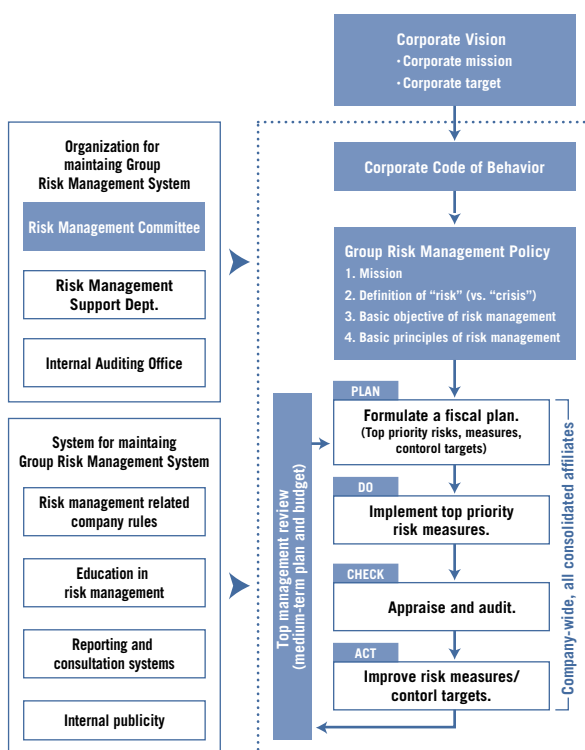 Corporate Vision
· Corporate mission
· Corporate target
Organization for
maintaing Group
Risk Management System
Risk Management Committee
Risk Management
Support Dept.
Internal Auditing Office
System for maintaing
Group Risk Management System
Risk management related
company rules
Education in
risk management
Reporting and
consultation systems
Internal publicity
Corporate Code of Behavior
Group Risk Management Policy
1. Mission
2. Definition of “risk” (vs. “crisis”)
3. Basic objective of risk management
4. Basic principles of risk management
PLAN
Formulate a fiscal plan.
(Top priority risks, measures,
contorol targets)
DO
Implement top priority
risk measures.
CHECK
Appraise and audit.
ACT
Improve risk measures/
contorl targets.
Top management review
(medium-term plan and budget)
Company-wide, all consolidated affiliates